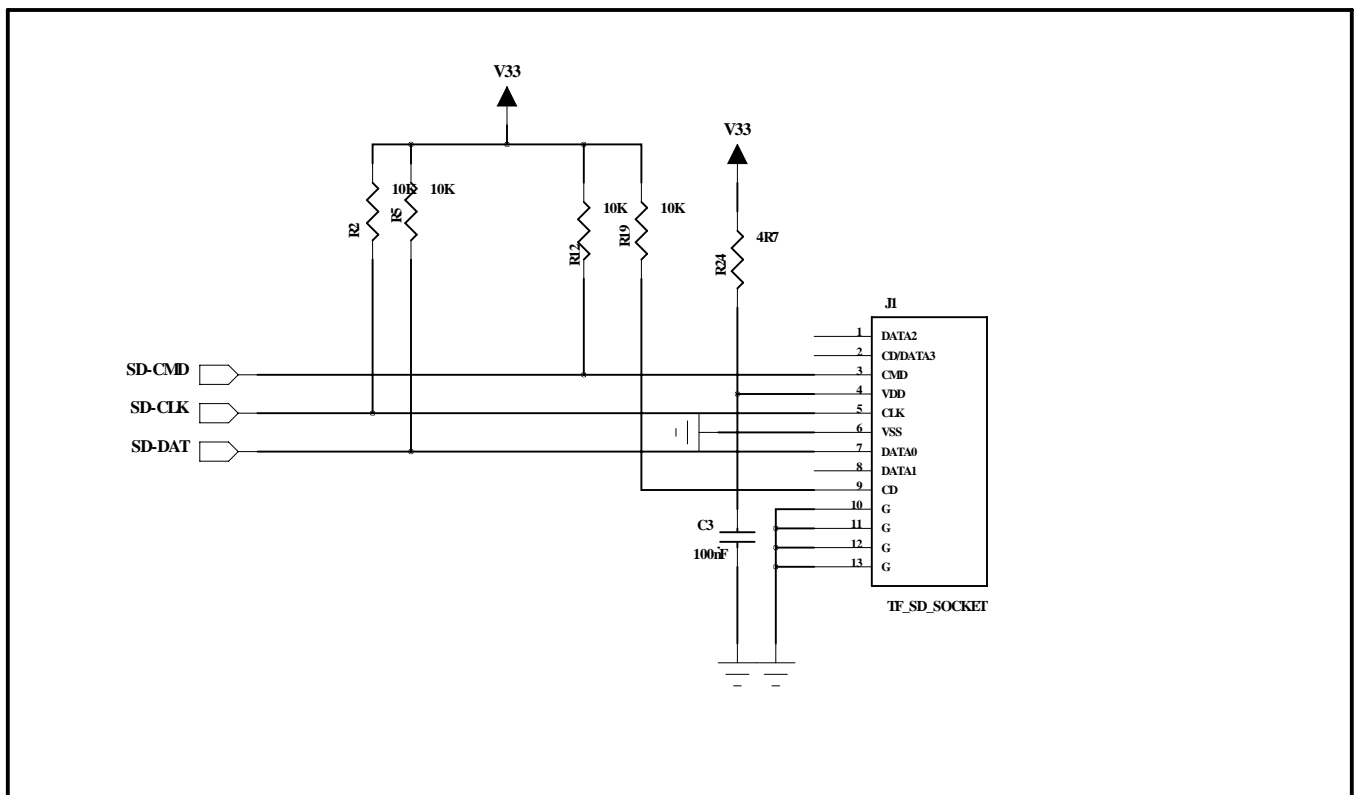 V33
V33
10K
10K
10K
10K
R2
R5
R12
R19
4R7
R24
J1
1 DATA2
2 CD/DATA3
SD-CMD
3 CMD
4 VDD
SD-CLK
5 CLK
6 VSS
SD-DAT
7 DATA0
8 DATA1
9 CD
10 G
C3
11 G
100nF
12 G
13 G
TF_SD_SOCKET